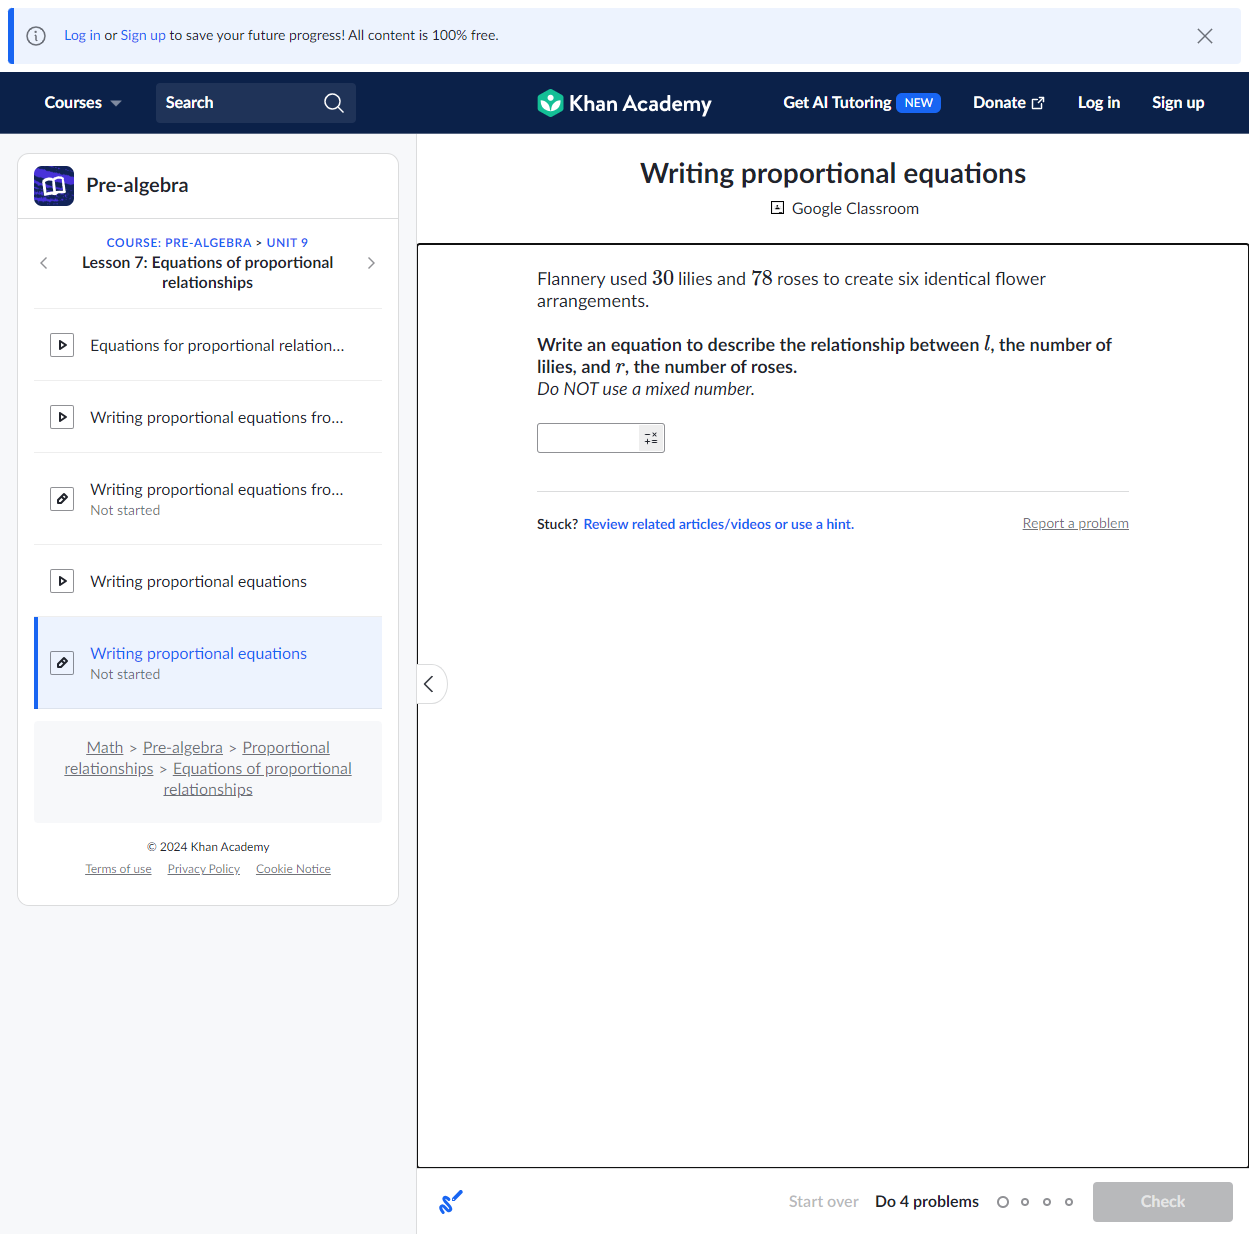 Log in or Sign up to save your future progress! All content is 100% free.
Courses
Search
Khan Academy
Get AI Tutoring NEW
Donate
Log in
Sign up
Pre-algebra
COURSE: PRE-ALGEBRA > UNIT 9
Lesson 7: Equations of proportional
relationships
Equations for proportional relation...
Writing proportional equations fro...
Writing proportional equations fro...
Not started
Writing proportional equations
Writing proportional equations
Not started
Math > Pre-algebra > Proportional
relationships > Equations of proportional
relationships
© 2024 Khan Academy
Terms of use Privacy Policy Cookie Notice
Writing proportional equations
Google Classroom
Flannery used 30 lilies and 78 roses to create six identical flower
arrangements.
Write an equation to describe the relationship between l, the number of
lilies, and r, the number of roses.
Do NOT use a mixed number.
Stuck? Review related articles/videos or use a hint.
Report a problem
Start over
Do 4 problems
Check